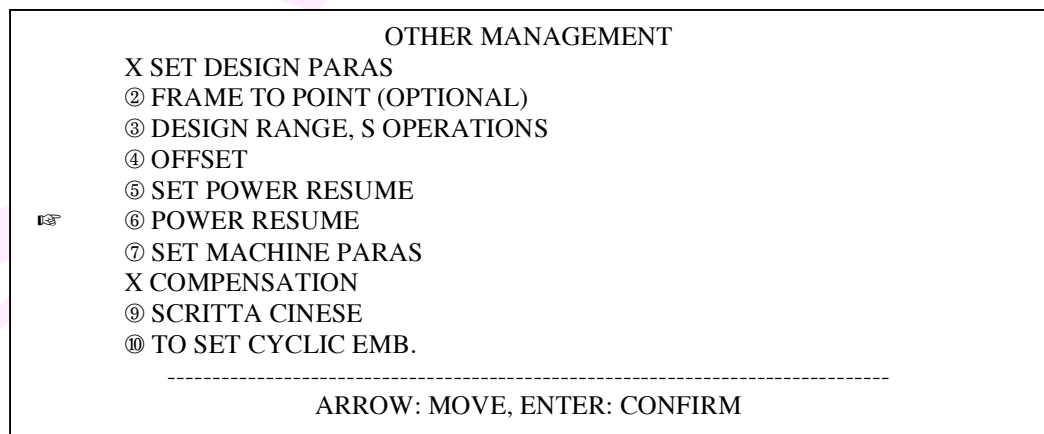 OTHER MANAGEMENT
X SET DESIGN PARAS
② FRAME TO POINT (OPTIONAL)
③ DESIGN RANGE, S OPERATIONS
④ OFFSET
⑤ SET POWER RESUME
☞ ⑥ POWER RESUME
⑦ SET MACHINE PARAS
X COMPENSATION
⑨ SCRITTA CINESE
⑩ TO SET CYCLIC EMB.
--------------------------------------------------------------------------------
ARROW: MOVE, ENTER: CONFIRM